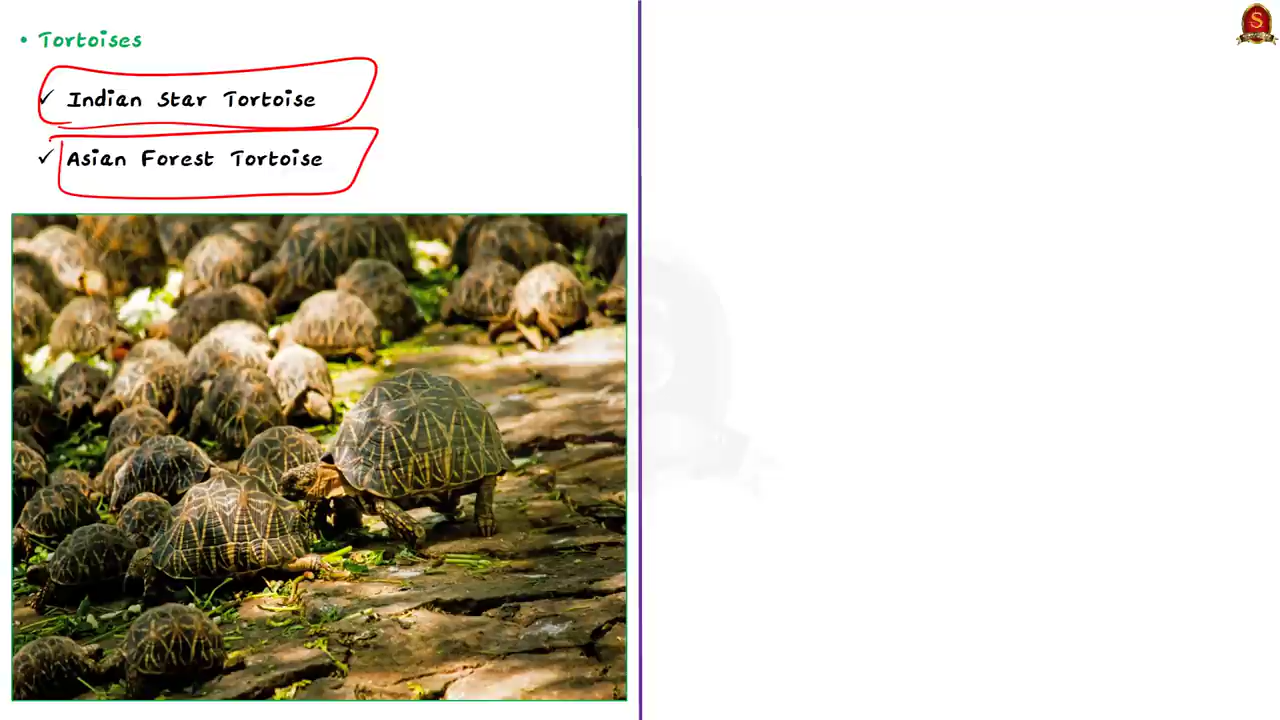 • Tortoises
✓ Indian Star Tortoise
✓ Asian Forest Tortoise
S